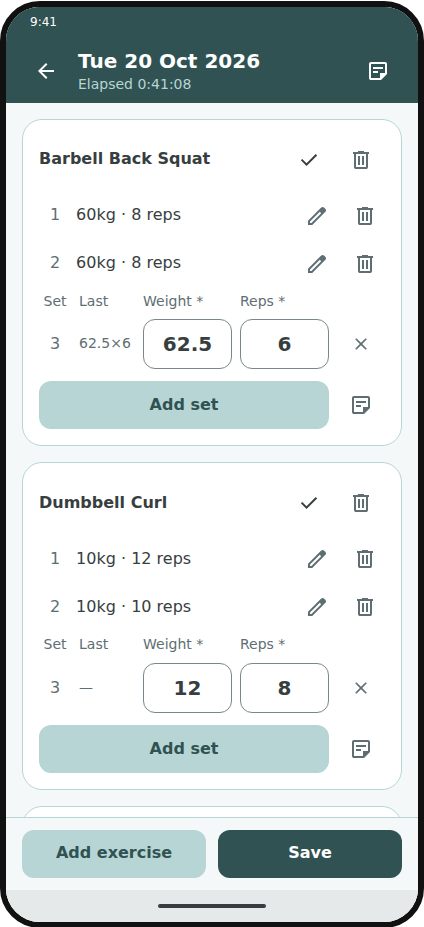 9:41
Tue 20 Oct 2026
Elapsed 0:41:08
Barbell Back Squat
1 60kg · 8 reps
2 60kg · 8 reps
Set Last Weight * Reps *
3 62.5×6 62.5 6
Add set
Dumbbell Curl
1 10kg · 12 reps
2 10kg · 10 reps
Set Last Weight * Reps *
3 — 12 8
Add set
Add exercise Save